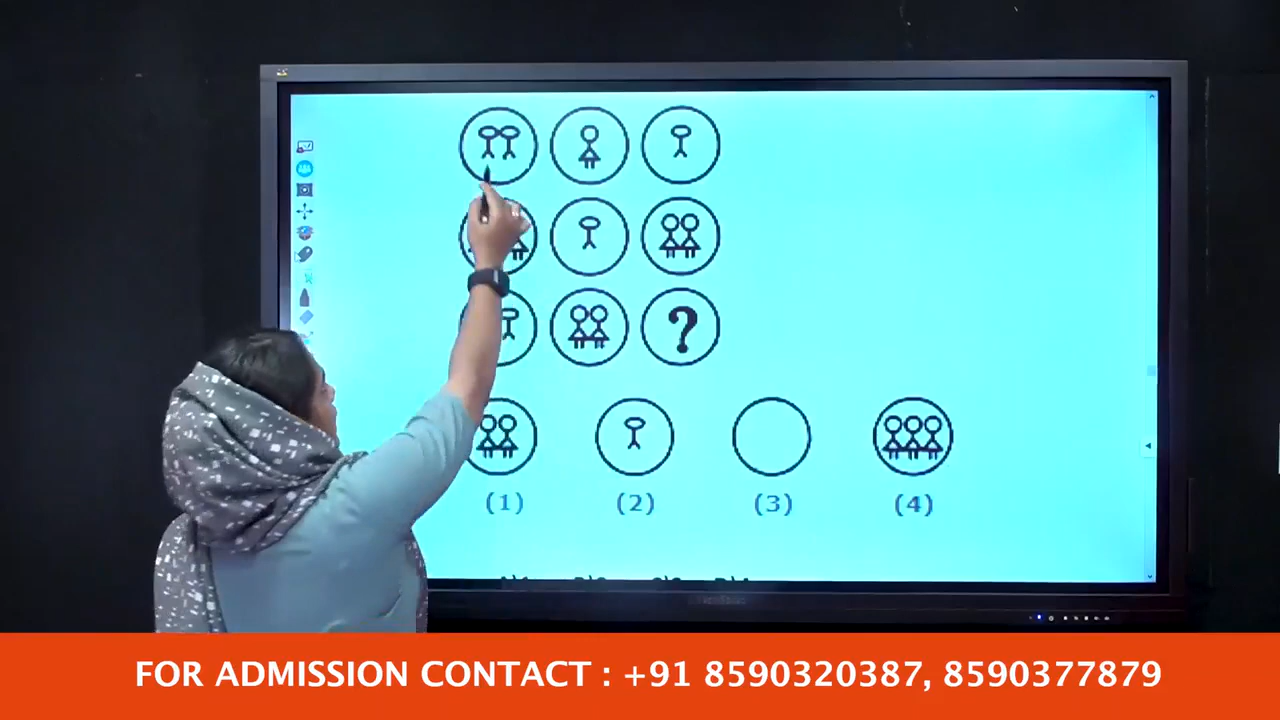 ?
(1) (2) (3) (4)
FOR ADMISSION CONTACT : +91 8590320387, 8590377879